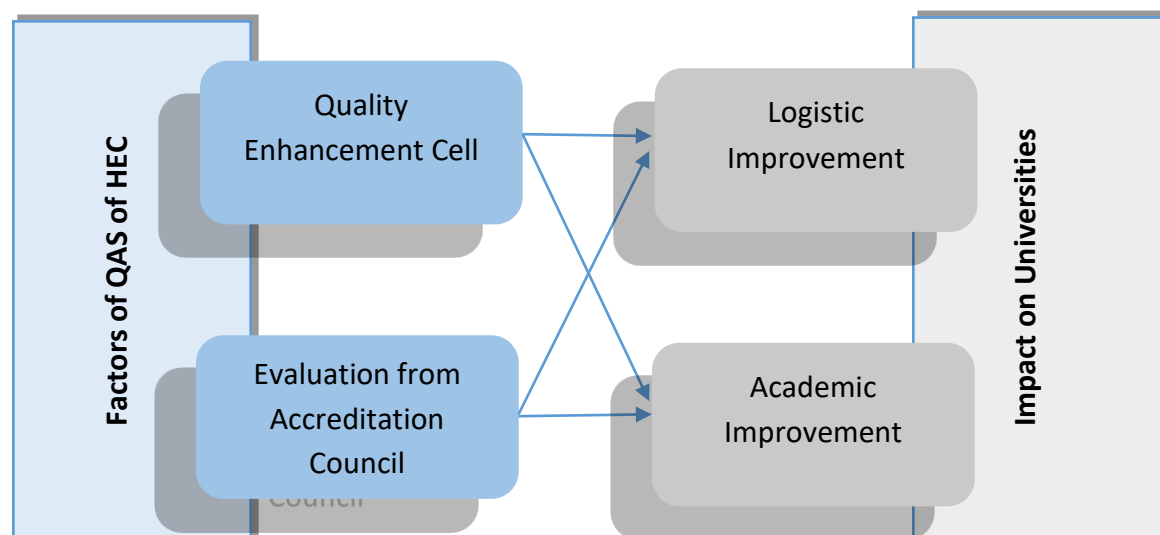 Factors of QAS of HEC
Quality
Enhancement Cell
Evaluation from
Accreditation
Council
Council
Logistic
Improvement
Academic
Improvement
Impact on Universities